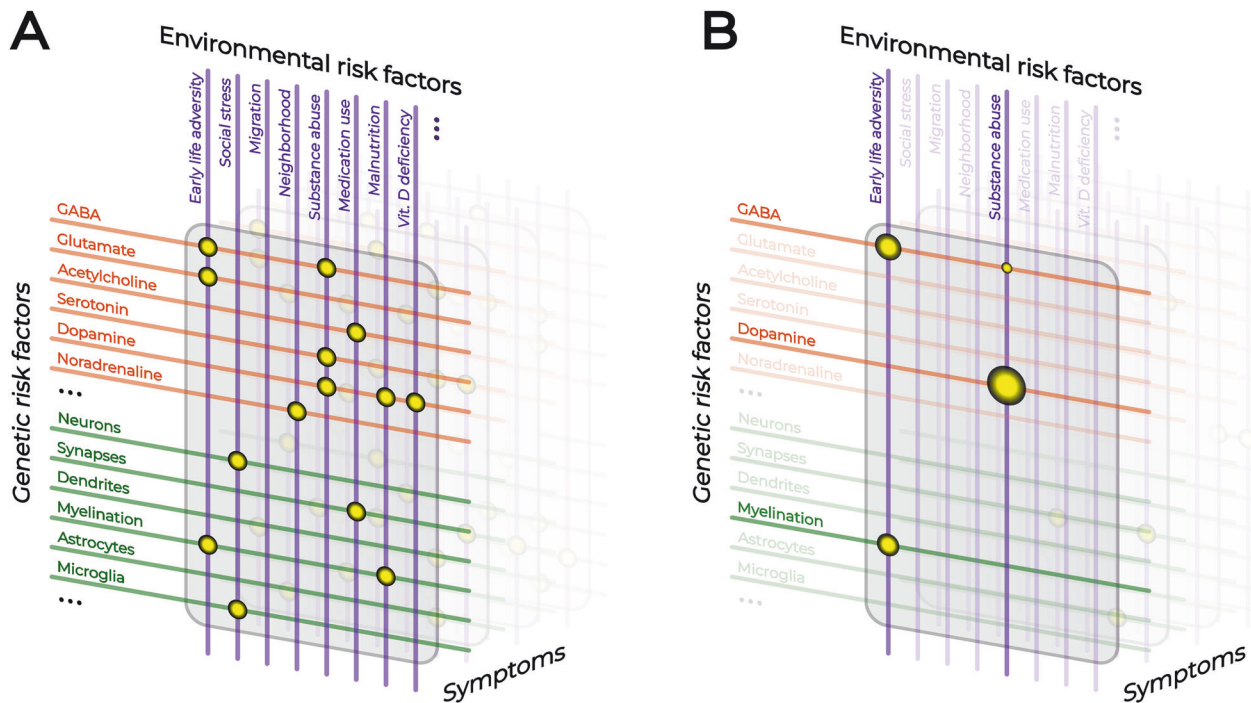 A
Environmental risk factors
Early life adversity
Social stress
Migration
Neighborhood
Substance abuse
Medication use
Malnutrition
Vit. D deficiency
...
Genetic risk factors
GABA
Glutamate
Acetylcholine
Serotonin
Dopamine
Noradrenaline
...
Neurons
Synapses
Dendrites
Myelination
Astrocytes
Microglia
...
Symptoms
B
Environmental risk factors
Early life adversity
Social stress
Migration
Neighborhood
Substance abuse
Medication use
Malnutrition
Vit. D deficiency
...
Genetic risk factors
GABA
Glutamate
Acetylcholine
Serotonin
Dopamine
Noradrenaline
...
Neurons
Synapses
Dendrites
Myelination
Astrocytes
Microglia
...
Symptoms